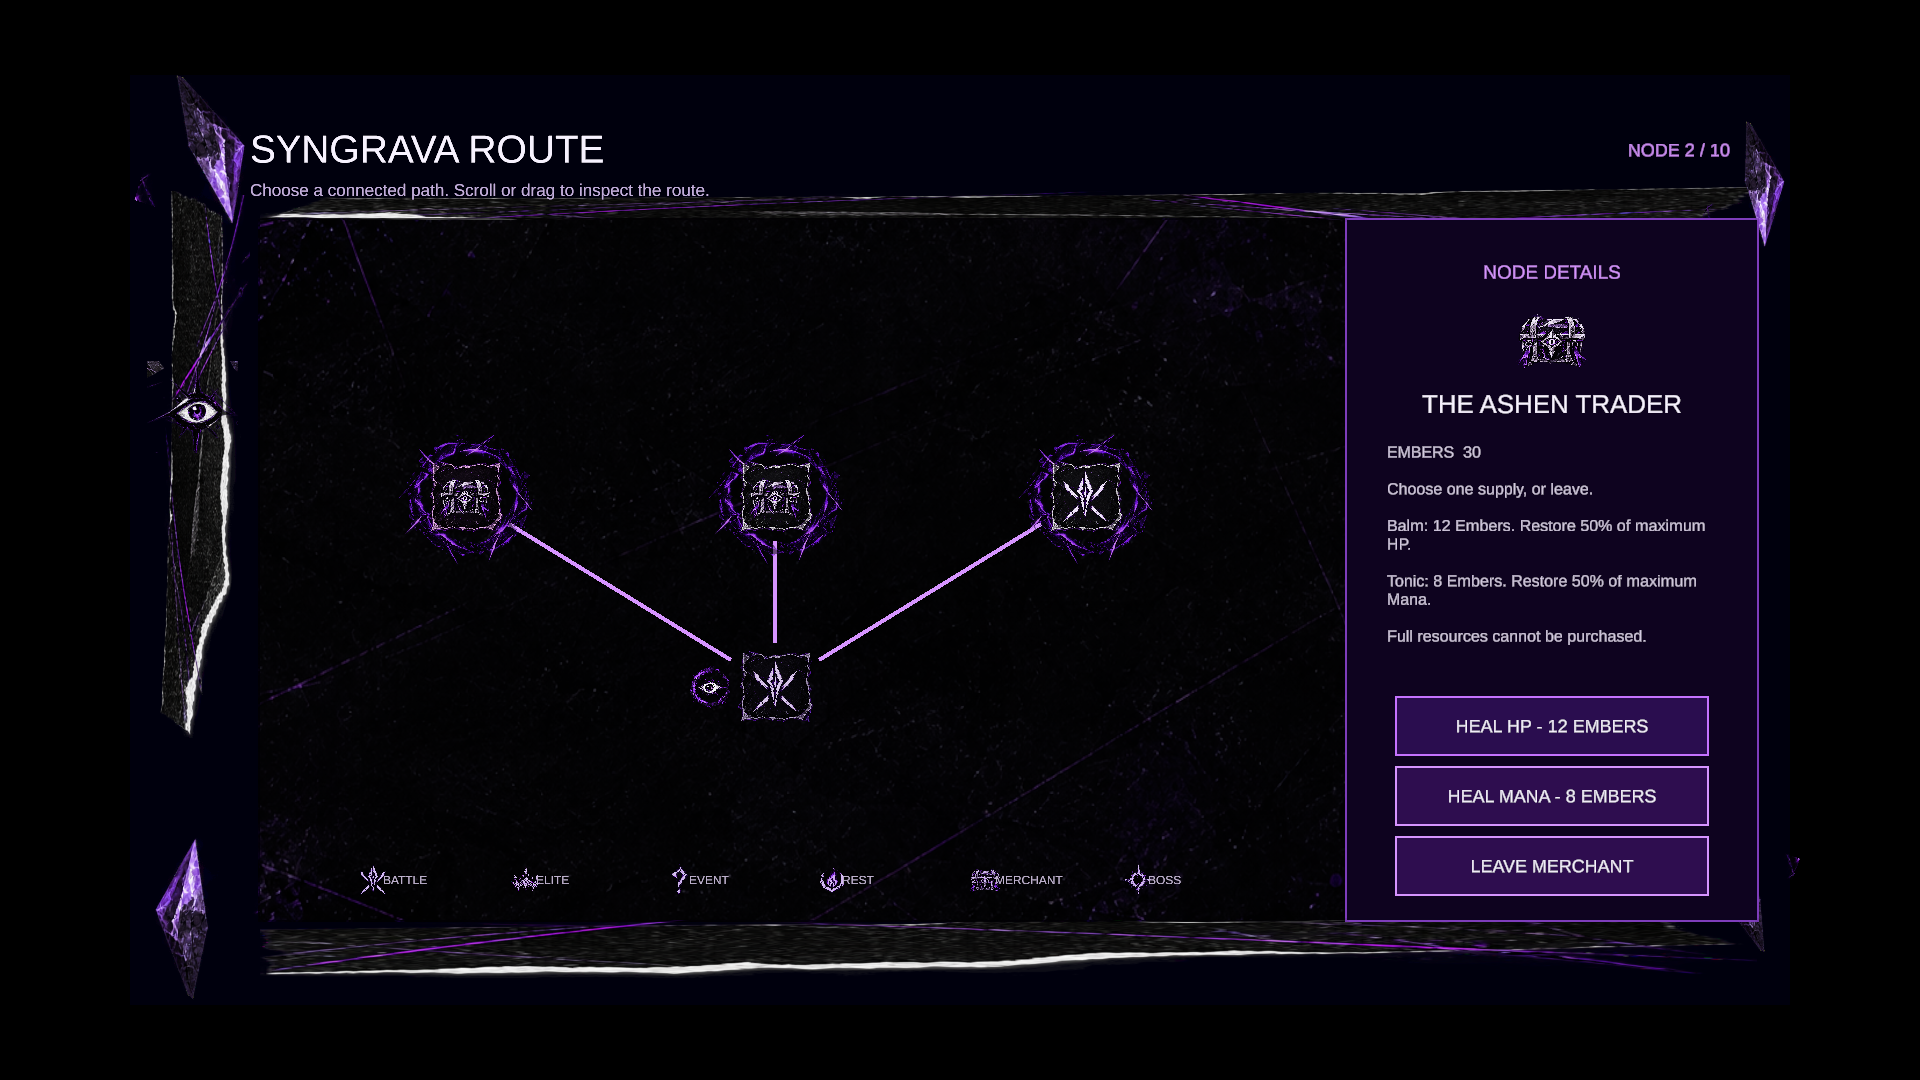 SYNGRAVA ROUTE
NODE 2 / 10
Choose a connected path. Scroll or drag to inspect the route.
NODE DETAILS
THE ASHEN TRADER
EMBERS  30
Choose one supply, or leave.
Balm: 12 Embers. Restore 50% of maximum
HP.
Tonic: 8 Embers. Restore 50% of maximum
Mana.
Full resources cannot be purchased.
HEAL HP - 12 EMBERS
HEAL MANA - 8 EMBERS
LEAVE MERCHANT
BATTLE
ELITE
EVENT
REST
MERCHANT
BOSS